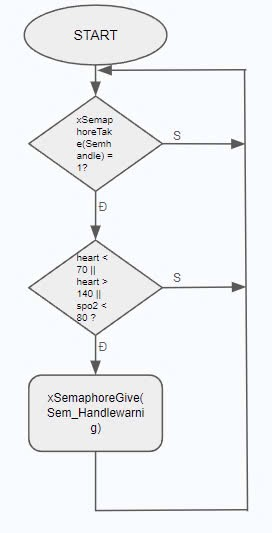 START
xSemap
horeTak
e(Semh
andle) =
1?
S
Đ
heart <
70 ||
heart >
140 ||
spo2 <
80 ?
S
Đ
xSemaphoreGive(
Sem_Handlewarni
g)